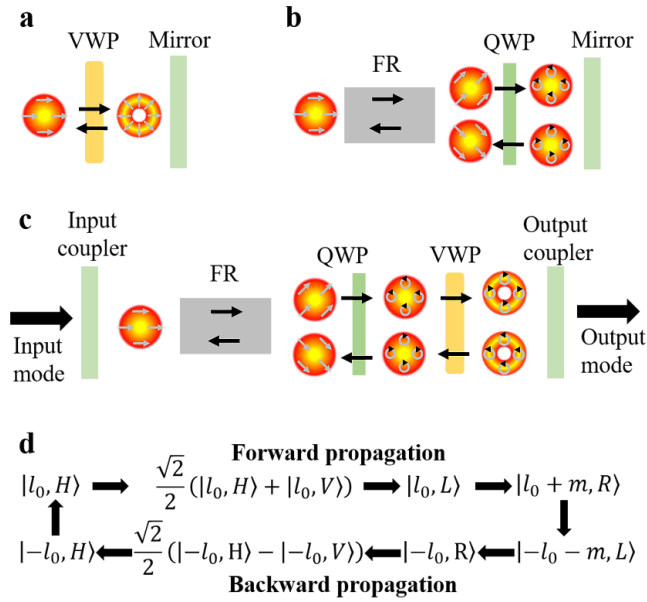 a
VWP
Mirror
b
FR
QWP
Mirror
c
Input
coupler
FR
QWP
VWP
Output
coupler
Input
mode
Output
mode
d
Forward propagation
|l₀, H⟩ → √2/2 (|l₀, H⟩ + |l₀, V⟩) → |l₀, L⟩ → |l₀ + m, R⟩
|−l₀, H⟩ ← √2/2 (|−l₀, H⟩ − |−l₀, V⟩) ← |−l₀, R⟩ ← |−l₀ − m, L⟩
Backward propagation